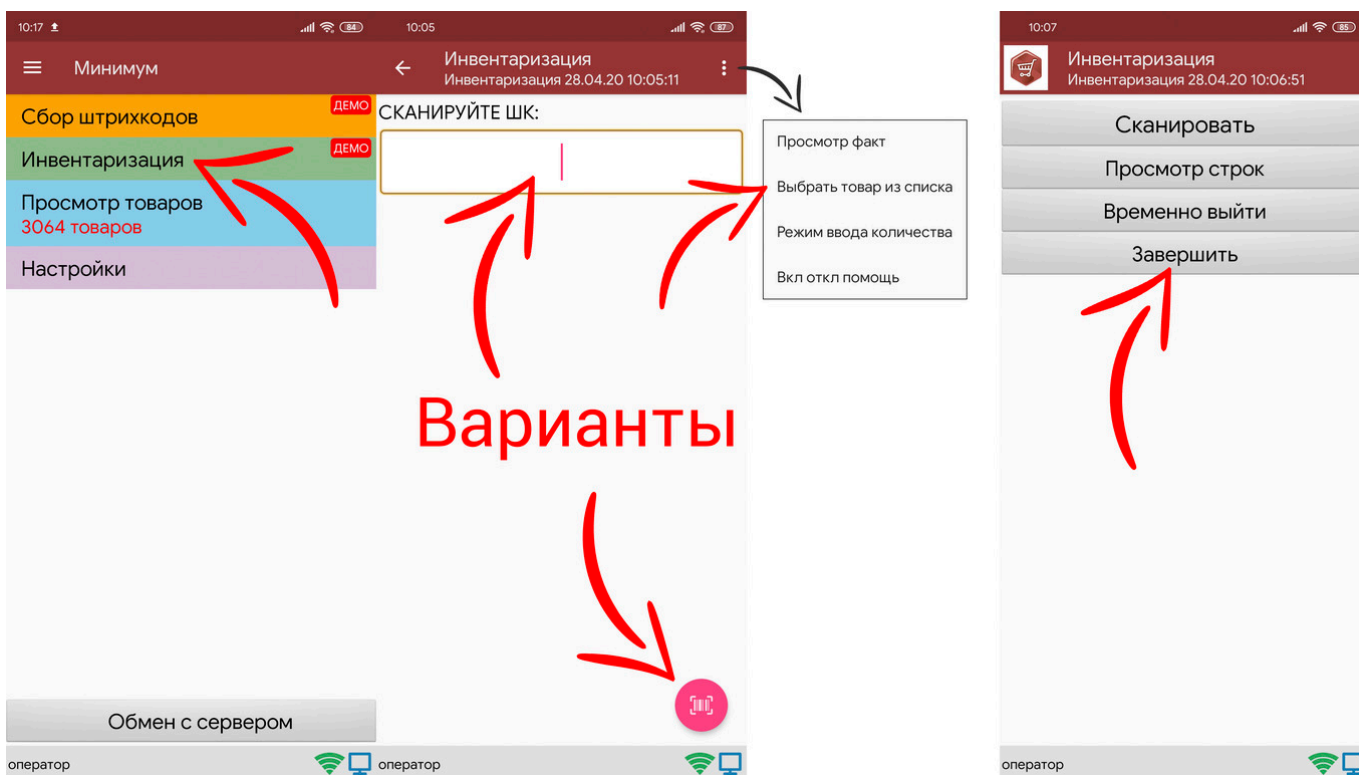 10:17
84
Минимум
Сбор штрихкодов
ДЕМО
Инвентаризация
ДЕМО
Просмотр товаров
3064 товаров
Настройки
Обмен с сервером
оператор
10:05
87
Инвентаризация
Инвентаризация 28.04.20 10:05:11
СКАНИРУЙТЕ ШК:
Варианты
оператор
Просмотр факт
Выбрать товар из списка
Режим ввода количества
Вкл откл помощь
10:07
85
Инвентаризация
Инвентаризация 28.04.20 10:06:51
Сканировать
Просмотр строк
Временно выйти
Завершить
оператор